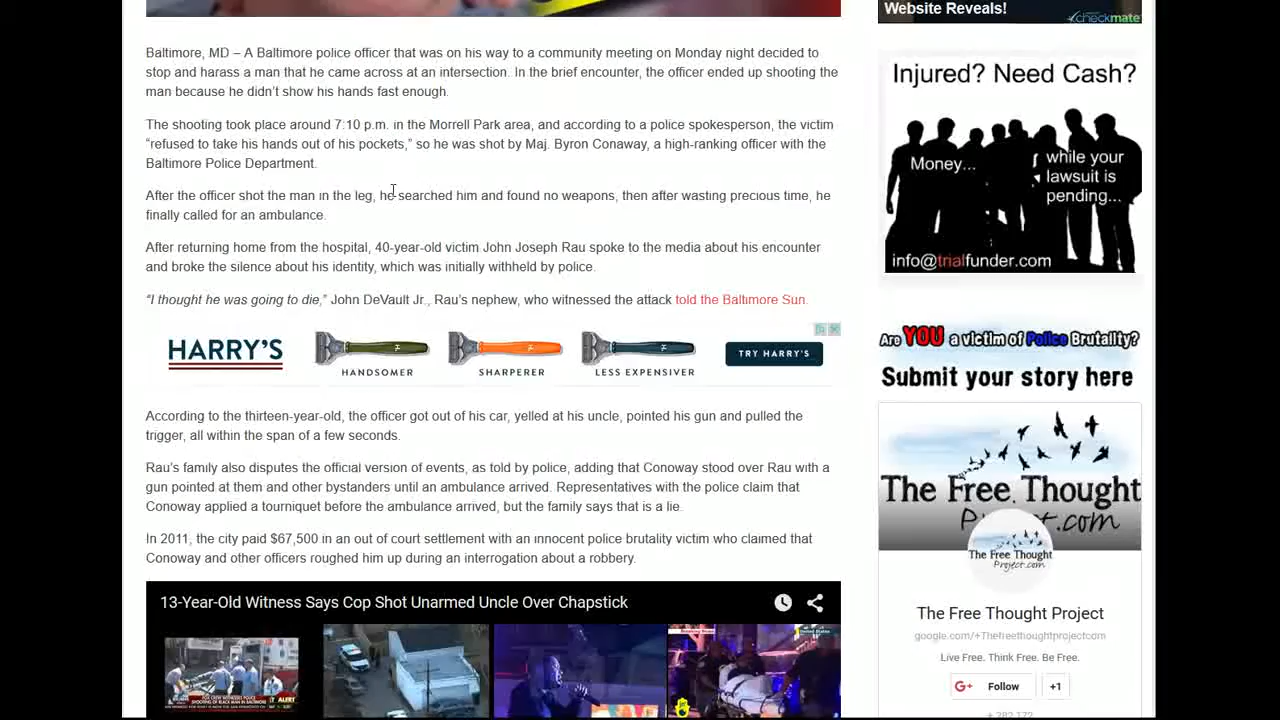 Website Reveals!
checkmate
Baltimore, MD – A Baltimore police officer that was on his way to a community meeting on Monday night decided to
stop and harass a man that he came across at an intersection. In the brief encounter, the officer ended up shooting the
man because he didn't show his hands fast enough.
The shooting took place around 7:10 p.m. in the Morrell Park area, and according to a police spokesperson, the victim
“refused to take his hands out of his pockets,” so he was shot by Maj. Byron Conaway, a high-ranking officer with the
Baltimore Police Department.
After the officer shot the man in the leg, he searched him and found no weapons, then after wasting precious time, he
finally called for an ambulance.
After returning home from the hospital, 40-year-old victim John Joseph Rau spoke to the media about his encounter
and broke the silence about his identity, which was initially withheld by police.
“I thought he was going to die,” John DeVault Jr., Rau's nephew, who witnessed the attack told the Baltimore Sun.
HARRY'S
HANDSOMER
SHARPERER
LESS EXPENSIVER
TRY HARRY'S
According to the thirteen-year-old, the officer got out of his car, yelled at his uncle, pointed his gun and pulled the
trigger, all within the span of a few seconds.
Rau's family also disputes the official version of events, as told by police, adding that Conoway stood over Rau with a
gun pointed at them and other bystanders until an ambulance arrived. Representatives with the police claim that
Conoway applied a tourniquet before the ambulance arrived, but the family says that is a lie.
In 2011, the city paid $67,500 in an out of court settlement with an innocent police brutality victim who claimed that
Conoway and other officers roughed him up during an interrogation about a robbery.
13-Year-Old Witness Says Cop Shot Unarmed Uncle Over Chapstick
FOX CREW WITNESSES POLICE
SHOOTING OF BLACK MAN IN BALTIMORE
ALERT
Injured? Need Cash?
Money...
while your
lawsuit is
pending...
info@trialfunder.com
Are YOU a victim of Police Brutality?
Submit your story here
The Free Thought
Project.com
The Free Thought
Project.com
The Free Thought Project
google.com/+Thefreethoughtprojectcom
Live Free. Think Free. Be Free.
G+ Follow
+1
+ 282,172